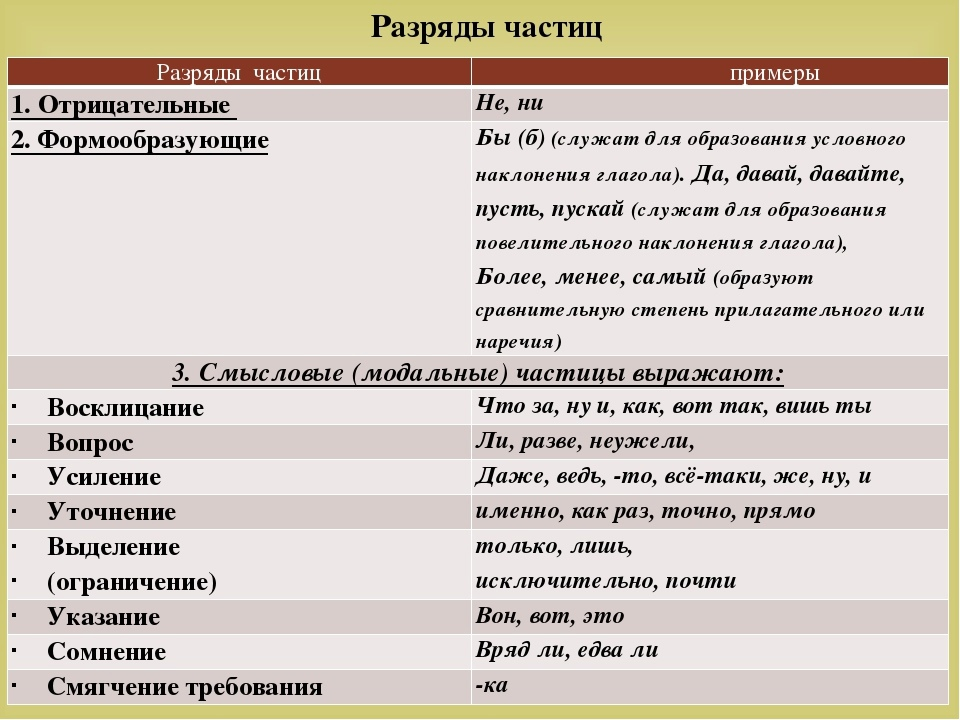 Разряды частиц
Разряды частиц примеры
1. Отрицательные Не, ни
2. Формообразующие Бы (б) (служат для образования условного
наклонения глагола). Да, давай, давайте,
пусть, пускай (служат для образования
повелительного наклонения глагола),
Более, менее, самый (образуют
сравнительную степень прилагательного или
наречия)
3. Смысловые (модальные) частицы выражают:
▪ Восклицание Что за, ну и, как, вот так, вишь ты
▪ Вопрос Ли, разве, неужели,
▪ Усиление Даже, ведь, -то, всё-таки, же, ну, и
▪ Уточнение именно, как раз, точно, прямо
▪ Выделение только, лишь,
▪ (ограничение) исключительно, почти
▪ Указание Вон, вот, это
▪ Сомнение Вряд ли, едва ли
▪ Смягчение требования -ка